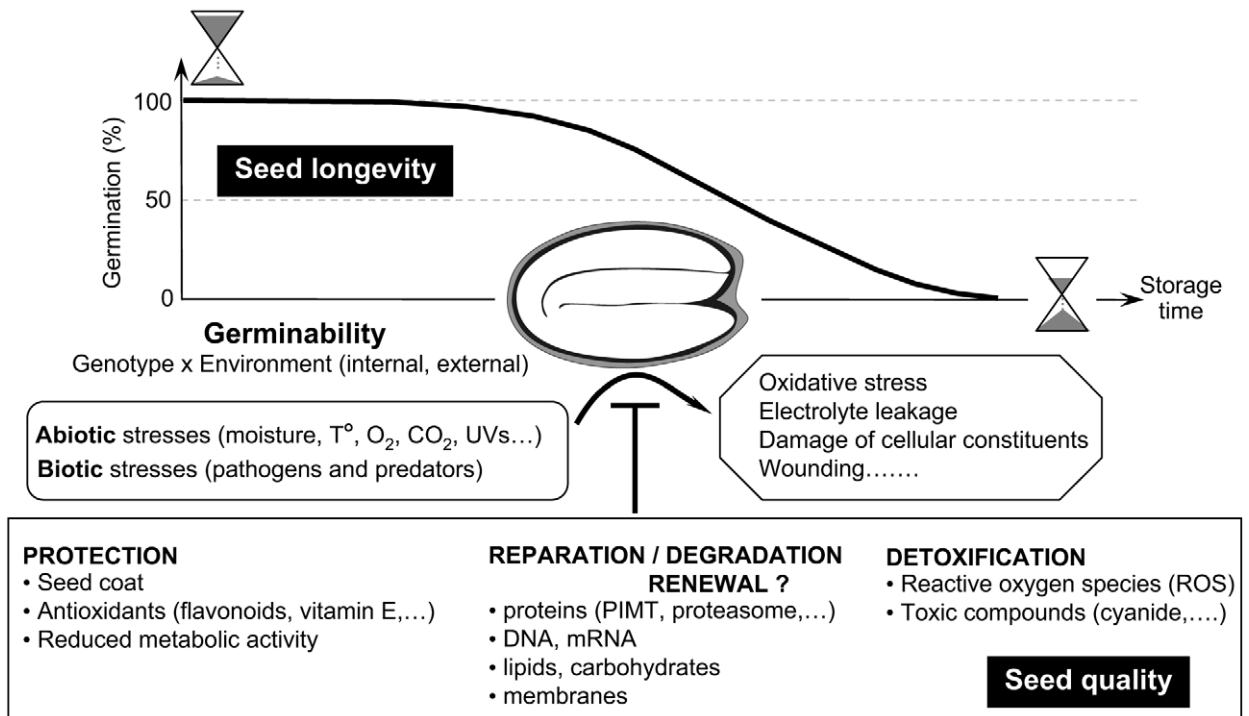 100
Germination (%)
Seed longevity
50
0
Storage
time
Germinability
Genotype x Environment (internal, external)
Abiotic stresses (moisture, T°, O₂, CO₂, UVs…)
Biotic stresses (pathogens and predators)
Oxidative stress
Electrolyte leakage
Damage of cellular constituents
Wounding…….
PROTECTION
• Seed coat
• Antioxidants (flavonoids, vitamin E,…)
• Reduced metabolic activity
REPARATION / DEGRADATION
RENEWAL ?
• proteins (PIMT, proteasome,…)
• DNA, mRNA
• lipids, carbohydrates
• membranes
DETOXIFICATION
• Reactive oxygen species (ROS)
• Toxic compounds (cyanide,….)
Seed quality